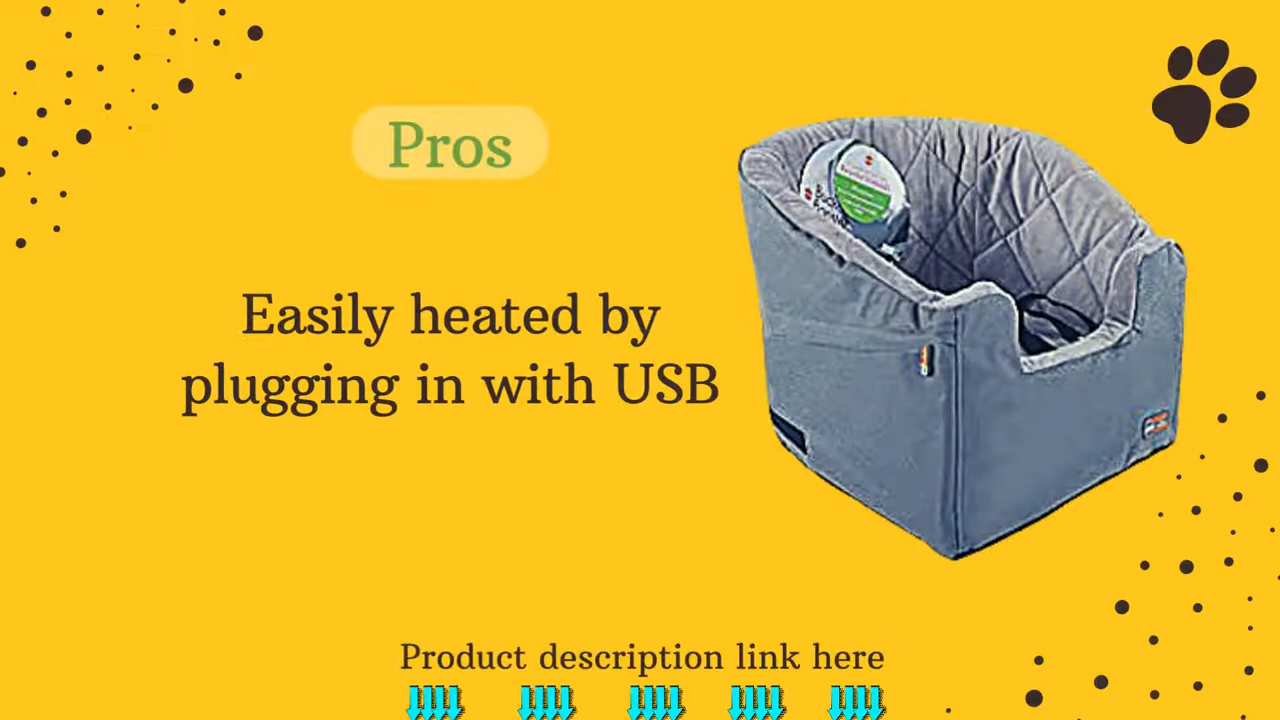 Pros
Easily heated by
plugging in with USB
Product description link here